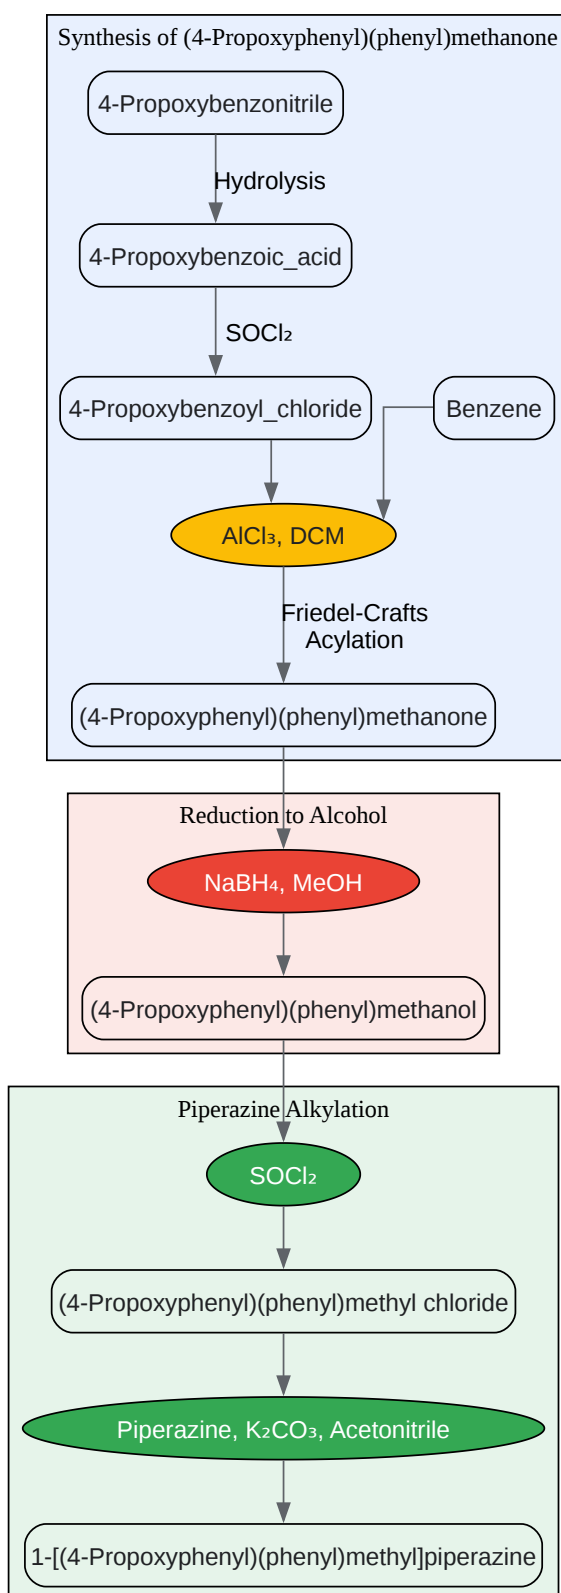 Synthesis of (4-Propoxyphenyl)(phenyl)methanone
4-Propoxybenzonitrile
Hydrolysis
4-Propoxybenzoic_acid
SOCl₂
4-Propoxybenzoyl_chloride
Benzene
AlCl₃, DCM
Friedel-Crafts
Acylation
(4-Propoxyphenyl)(phenyl)methanone
Reduction to Alcohol
NaBH₄, MeOH
(4-Propoxyphenyl)(phenyl)methanol
Piperazine Alkylation
SOCl₂
(4-Propoxyphenyl)(phenyl)methyl chloride
Piperazine, K₂CO₃, Acetonitrile
1-[(4-Propoxyphenyl)(phenyl)methyl]piperazine